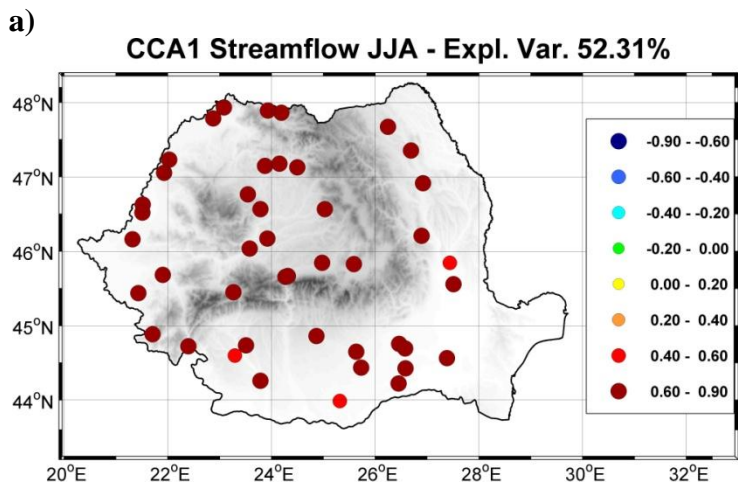 a)
CCA1 Streamflow JJA - Expl. Var. 52.31%
48°N
47°N
46°N
45°N
44°N
20°E 22°E 24°E 26°E 28°E 30°E 32°E
-0.90 - -0.60
-0.60 - -0.40
-0.40 - -0.20
-0.20 - 0.00
0.00 - 0.20
0.20 - 0.40
0.40 - 0.60
0.60 - 0.90